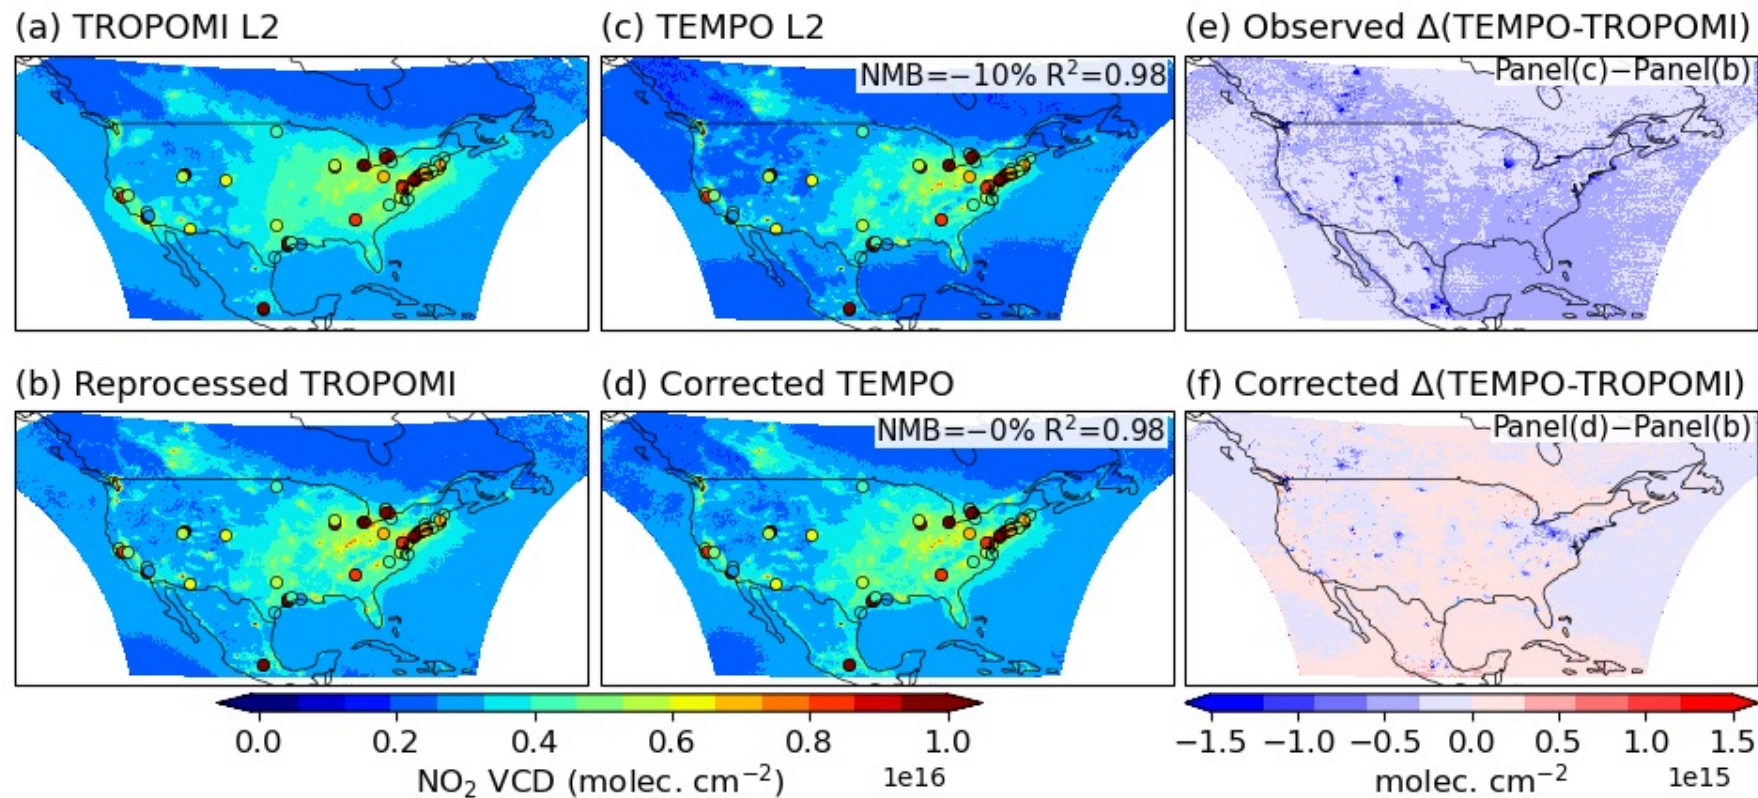 (a) TROPOMI L2
(c) TEMPO L2
(e) Observed Δ(TEMPO-TROPOMI)
NMB=−10% R²=0.98
Panel(c)−Panel(b)
(b) Reprocessed TROPOMI
(d) Corrected TEMPO
(f) Corrected Δ(TEMPO-TROPOMI)
NMB=−0% R²=0.98
Panel(d)−Panel(b)
0.0 0.2 0.4 0.6 0.8 1.0
NO₂ VCD (molec. cm⁻²) 1e16
−1.5 −1.0 −0.5 0.0 0.5 1.0 1.5
molec. cm⁻² 1e15